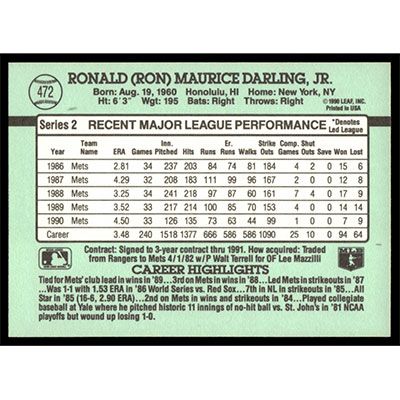 472
RONALD (RON) MAURICE DARLING, JR.
Born: Aug. 19, 1960 Honolulu, HI Home: New York, NY
Ht: 6'3" Wgt: 195 Bats: Right Throws: Right
© 1990 LEAF, INC.
PRINTED IN USA
Series 2 RECENT MAJOR LEAGUE PERFORMANCE *Denotes Led League
Team Inn. Strike Comp. Shut
Year Name ERA Games Pitched Hits Runs ER Walks Outs Games Outs Save Won Lost
1986 Mets 2.81 34 237 203 84 74 81 184 4 2 0 15 6
1987 Mets 4.29 32 208 183 111 99 96 167 2 0 0 12 8
1988 Mets 3.24 34 241 218 97 87 60 161 7 4 0 17 9
1989 Mets 3.52 33 217 214 100 85 70 153 4 0 0 14 14
1990 Mets 4.50 33 126 135 73 63 44 99 1 0 0 7 9
Career 3.48 240 1518 1377 580 1090 25 10 0 94 64
Contract: Signed to 3-year contract thru 1991. How acquired: Traded
from Rangers to Mets 4/1/82 w/P Walt Terrell for OF Lee Mazzilli
CAREER HIGHLIGHTS
Tied for Mets' club lead in wins in '89...3rd on Mets in wins in '88...Led Mets in strikeouts in '87
...Was 1-1 with 1.53 ERA in '86 World Series vs. Red Sox...7th in NL in strikeouts in '85...All
Star in '85 (16-6, 2.90 ERA)...2nd on Mets in wins and strikeouts in '84...Played collegiate
baseball at Yale where he pitched historic 11 innings of no-hit ball vs. St. John's in '81 NCAA
playoffs but wound up losing 1-0.